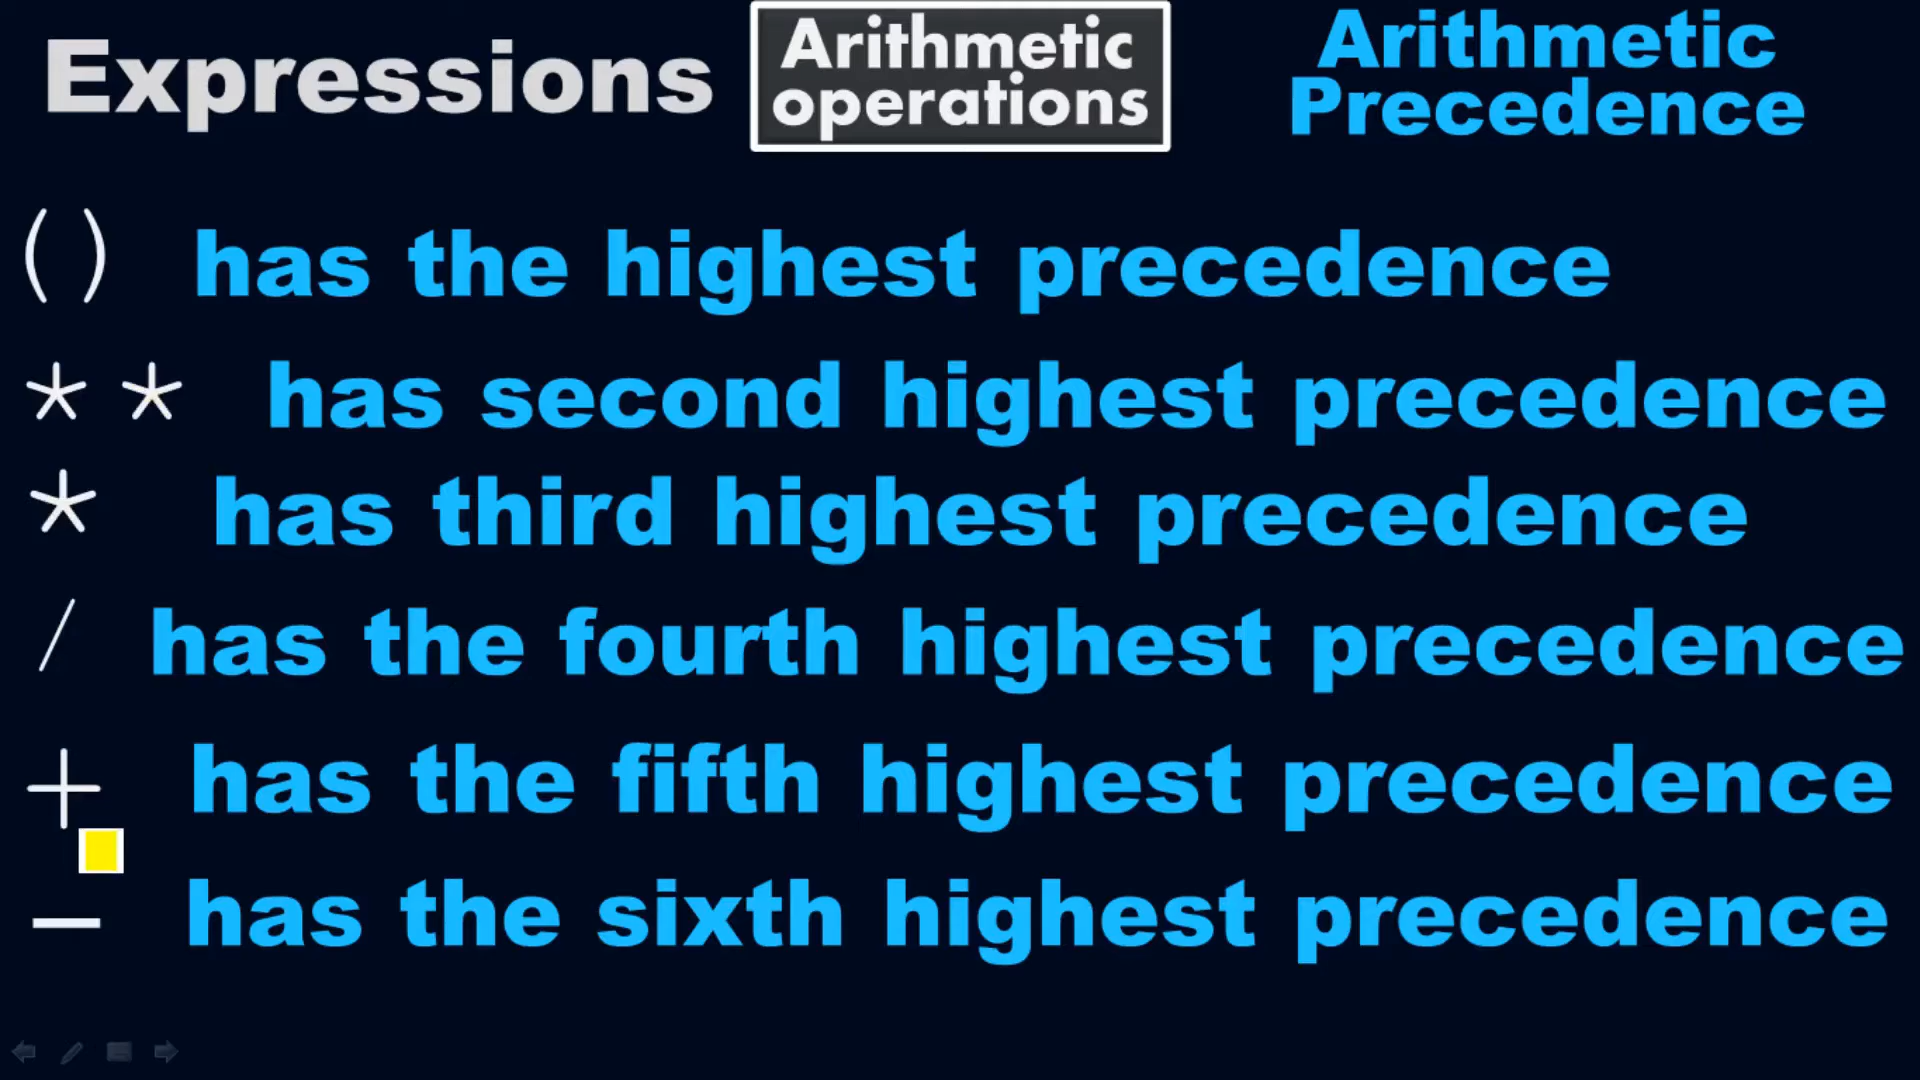 Expressions
Arithmetic
operations
Arithmetic
Precedence
( ) has the highest precedence
* * has second highest precedence
* has third highest precedence
/ has the fourth highest precedence
+ has the fifth highest precedence
− has the sixth highest precedence